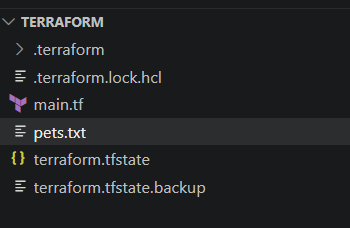 TERRAFORM
.terraform
.terraform.lock.hcl
main.tf
pets.txt
terraform.tfstate
terraform.tfstate.backup